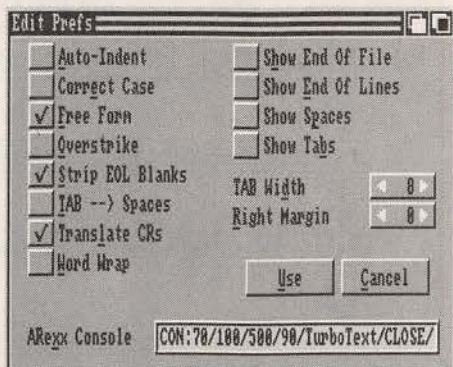 Edit Prefs
Auto-Indent
Correct Case
Free Form
Overstrike
Strip EOL Blanks
TAB --> Spaces
Translate CRs
Word Wrap
Show End Of File
Show End Of Lines
Show Spaces
Show Tabs
TAB Width 8
Right Margin 0
Use Cancel
ARexx Console CON:70/100/500/90/TurboText/CLOSE/